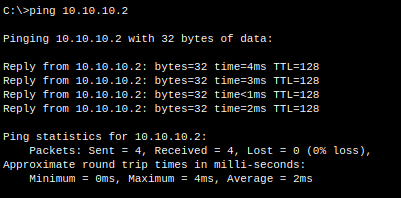 C:\>ping 10.10.10.2
Pinging 10.10.10.2 with 32 bytes of data:
Reply from 10.10.10.2: bytes=32 time=4ms TTL=128
Reply from 10.10.10.2: bytes=32 time=3ms TTL=128
Reply from 10.10.10.2: bytes=32 time<1ms TTL=128
Reply from 10.10.10.2: bytes=32 time=2ms TTL=128
Ping statistics for 10.10.10.2:
Packets: Sent = 4, Received = 4, Lost = 0 (0% loss),
Approximate round trip times in milli-seconds:
Minimum = 0ms, Maximum = 4ms, Average = 2ms